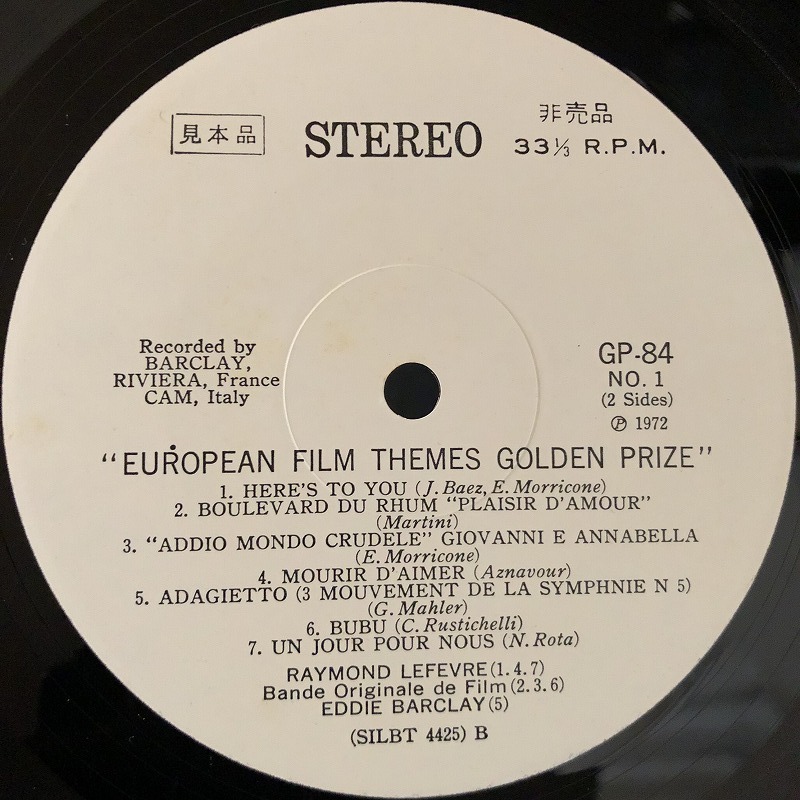 見本品 STEREO 非売品
33⅓ R.P.M.
Recorded by
BARCLAY,
RIVIERA, France
CAM, Italy
GP-84
NO. 1
(2 Sides)
Ⓟ 1972
"EUROPEAN FILM THEMES GOLDEN PRIZE"
1. HERE'S TO YOU (J. Baez, E. Morricone)
2. BOULEVARD DU RHUM "PLAISIR D'AMOUR"
(Martini)
3. "ADDIO MONDO CRUDELE" GIOVANNI E ANNABELLA
(E. Morricone)
4. MOURIR D'AIMER (Aznavour)
5. ADAGIETTO (3 MOUVEMENT DE LA SYMPHNIE N 5)
(G. Mahler)
6. BUBU (C. Rustichelli)
7. UN JOUR POUR NOUS (N. Rota)
RAYMOND LEFEVRE(1.4.7)
Bande Originale de Film(2.3.6)
EDDIE BARCLAY(5)
(SILBT 4425) B